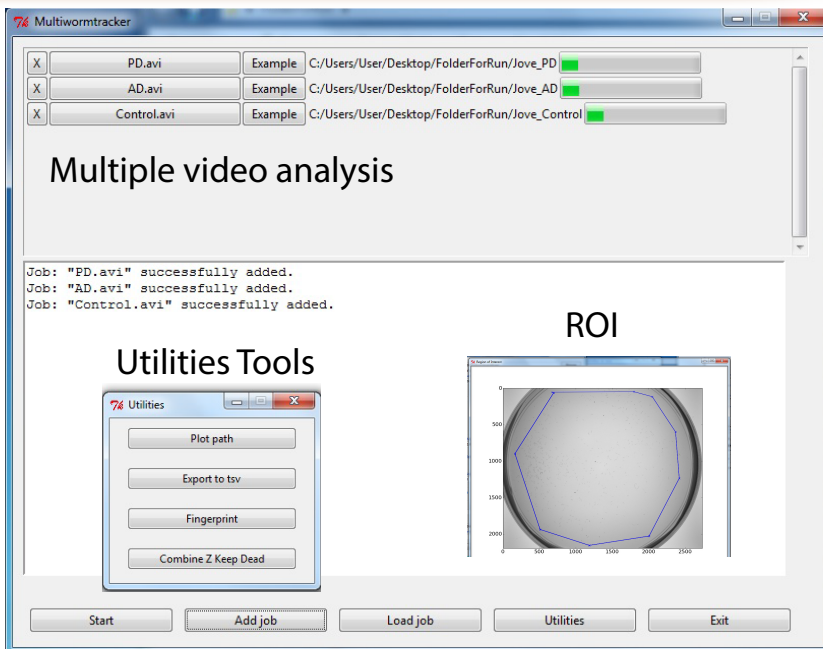 Multiwormtracker
X PD.avi Example C:/Users/User/Desktop/FolderForRun/Jove_PD
X AD.avi Example C:/Users/User/Desktop/FolderForRun/Jove_AD
X Control.avi Example C:/Users/User/Desktop/FolderForRun/Jove_Control
Multiple video analysis
Job: "PD.avi" successfully added.
Job: "AD.avi" successfully added.
Job: "Control.avi" successfully added.
Utilities Tools
Utilities
Plot path
Export to tsv
Fingerprint
Combine Z Keep Dead
ROI
Region of Interest
0
500
1000
1500
2000
0 500 1000 1500 2000 2500
Start Add job Load job Utilities Exit